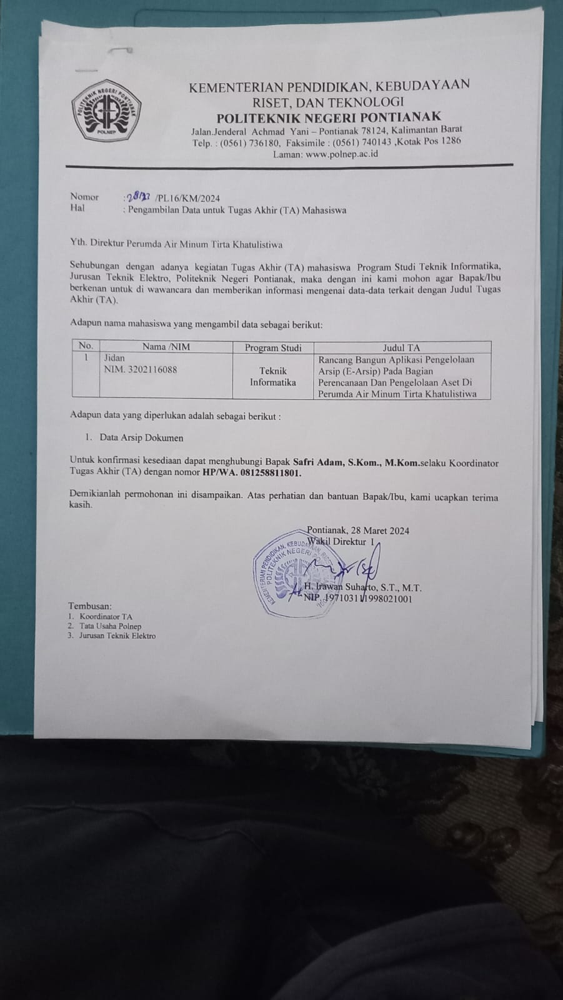 POLITEKNIK NEGERI PONTIANAK
POLNEP
KEMENTERIAN PENDIDIKAN, KEBUDAYAAN
RISET, DAN TEKNOLOGI
POLITEKNIK NEGERI PONTIANAK
Jalan.Jenderal Achmad Yani – Pontianak 78124, Kalimantan Barat
Telp. : (0561) 736180, Faksimile : (0561) 740143 ,Kotak Pos 1286
Laman: www.polnep.ac.id
Nomor : /PL16/KM/2024
Hal : Pengambilan Data untuk Tugas Akhir (TA) Mahasiswa
Yth. Direktur Perumda Air Minum Tirta Khatulistiwa
Sehubungan dengan adanya kegiatan Tugas Akhir (TA) mahasiswa Program Studi Teknik Informatika,
Jurusan Teknik Elektro, Politeknik Negeri Pontianak, maka dengan ini kami mohon agar Bapak/Ibu
berkenan untuk di wawancara dan memberikan informasi mengenai data-data terkait dengan Judul Tugas
Akhir (TA).
Adapun nama mahasiswa yang mengambil data sebagai berikut:
No. Nama /NIM Program Studi Judul TA
1 Jidan
NIM. 3202116088
Teknik
Informatika
Rancang Bangun Aplikasi Pengelolaan
Arsip (E-Arsip) Pada Bagian
Perencanaan Dan Pengelolaan Aset Di
Perumda Air Minum Tirta Khatulistiwa
Adapun data yang diperlukan adalah sebagai berikut :
1. Data Arsip Dokumen
Untuk konfirmasi kesediaan dapat menghubungi Bapak Safri Adam, S.Kom., M.Kom.selaku Koordinator
Tugas Akhir (TA) dengan nomor HP/WA. 081258811801.
Demikianlah permohonan ini disampaikan. Atas perhatian dan bantuan Bapak/Ibu, kami ucapkan terima
kasih.
Pontianak, 28 Maret 2024
Wakil Direktur I
KEMENTERIAN PENDIDIKAN, KEBUDAYAAN, RISET
POLITEKNIK NEGERI
H. Irawan Suharto, S.T., M.T.
NIP. 197103111998021001
Tembusan:
1. Koordinator TA
2. Tata Usaha Polnep
3. Jurusan Teknik Elektro